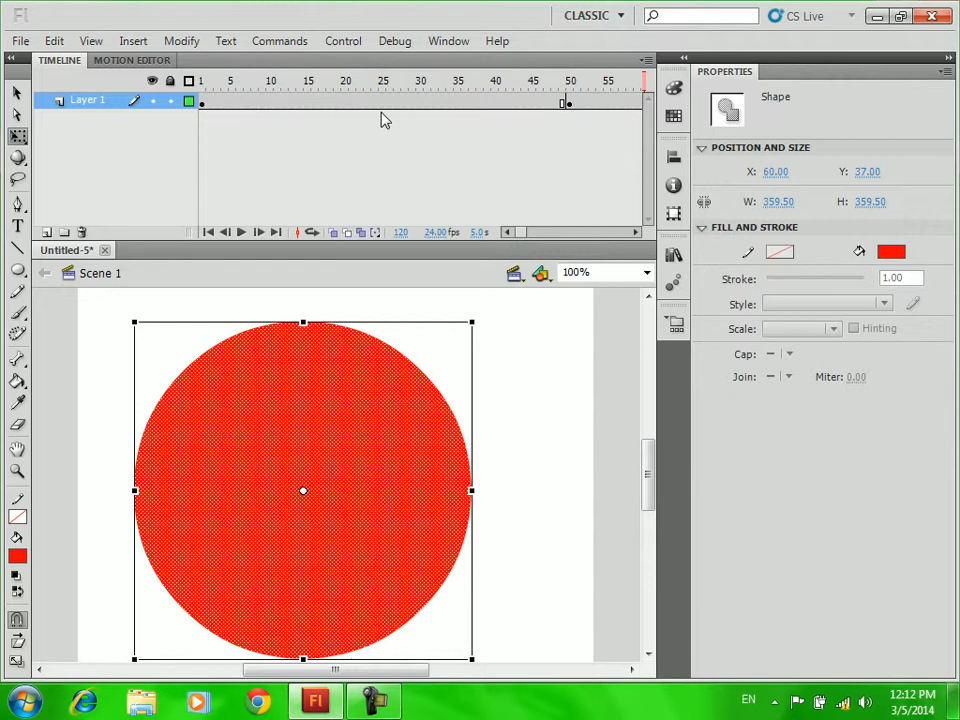 Fl
CLASSIC
CS Live
File Edit View Insert Modify Text Commands Control Debug Window Help
TIMELINE MOTION EDITOR
1 5 10 15 20 25 30 35 40 45 50 55
Layer 1
120 24.00fps 5.0 s
Untitled-5*
Scene 1
100%
PROPERTIES
Shape
POSITION AND SIZE
X: 60.00 Y: 37.00
W: 359.50 H: 359.50
FILL AND STROKE
Stroke: 1.00
Style:
Scale: Hinting
Cap:
Join: Miter: 0.00
Fl
EN
12:12 PM
3/5/2014